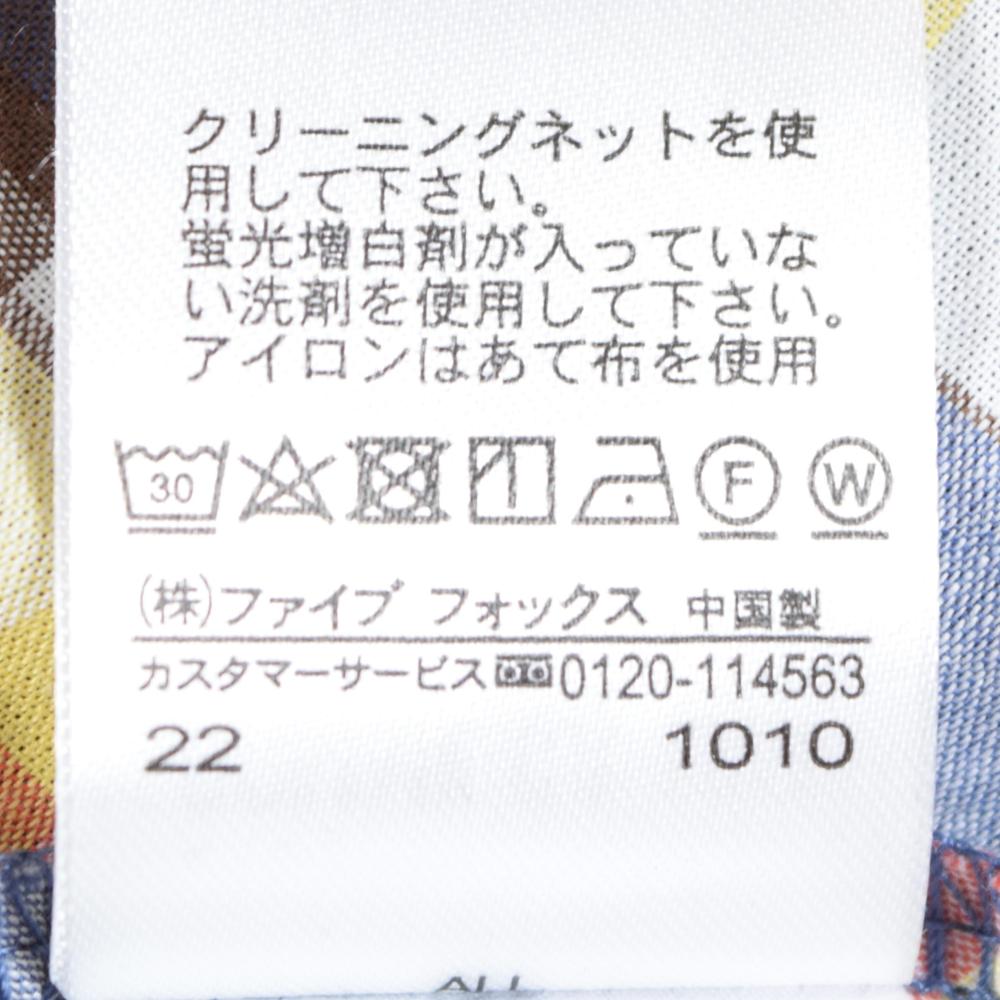 クリーニングネットを使
用して下さい。
蛍光増白剤が入っていな
い洗剤を使用して下さい。
アイロンはあて布を使用
30 F W
(株)ファイブ フォックス 中国製
カスタマーサービス 0120-114563
22 1010